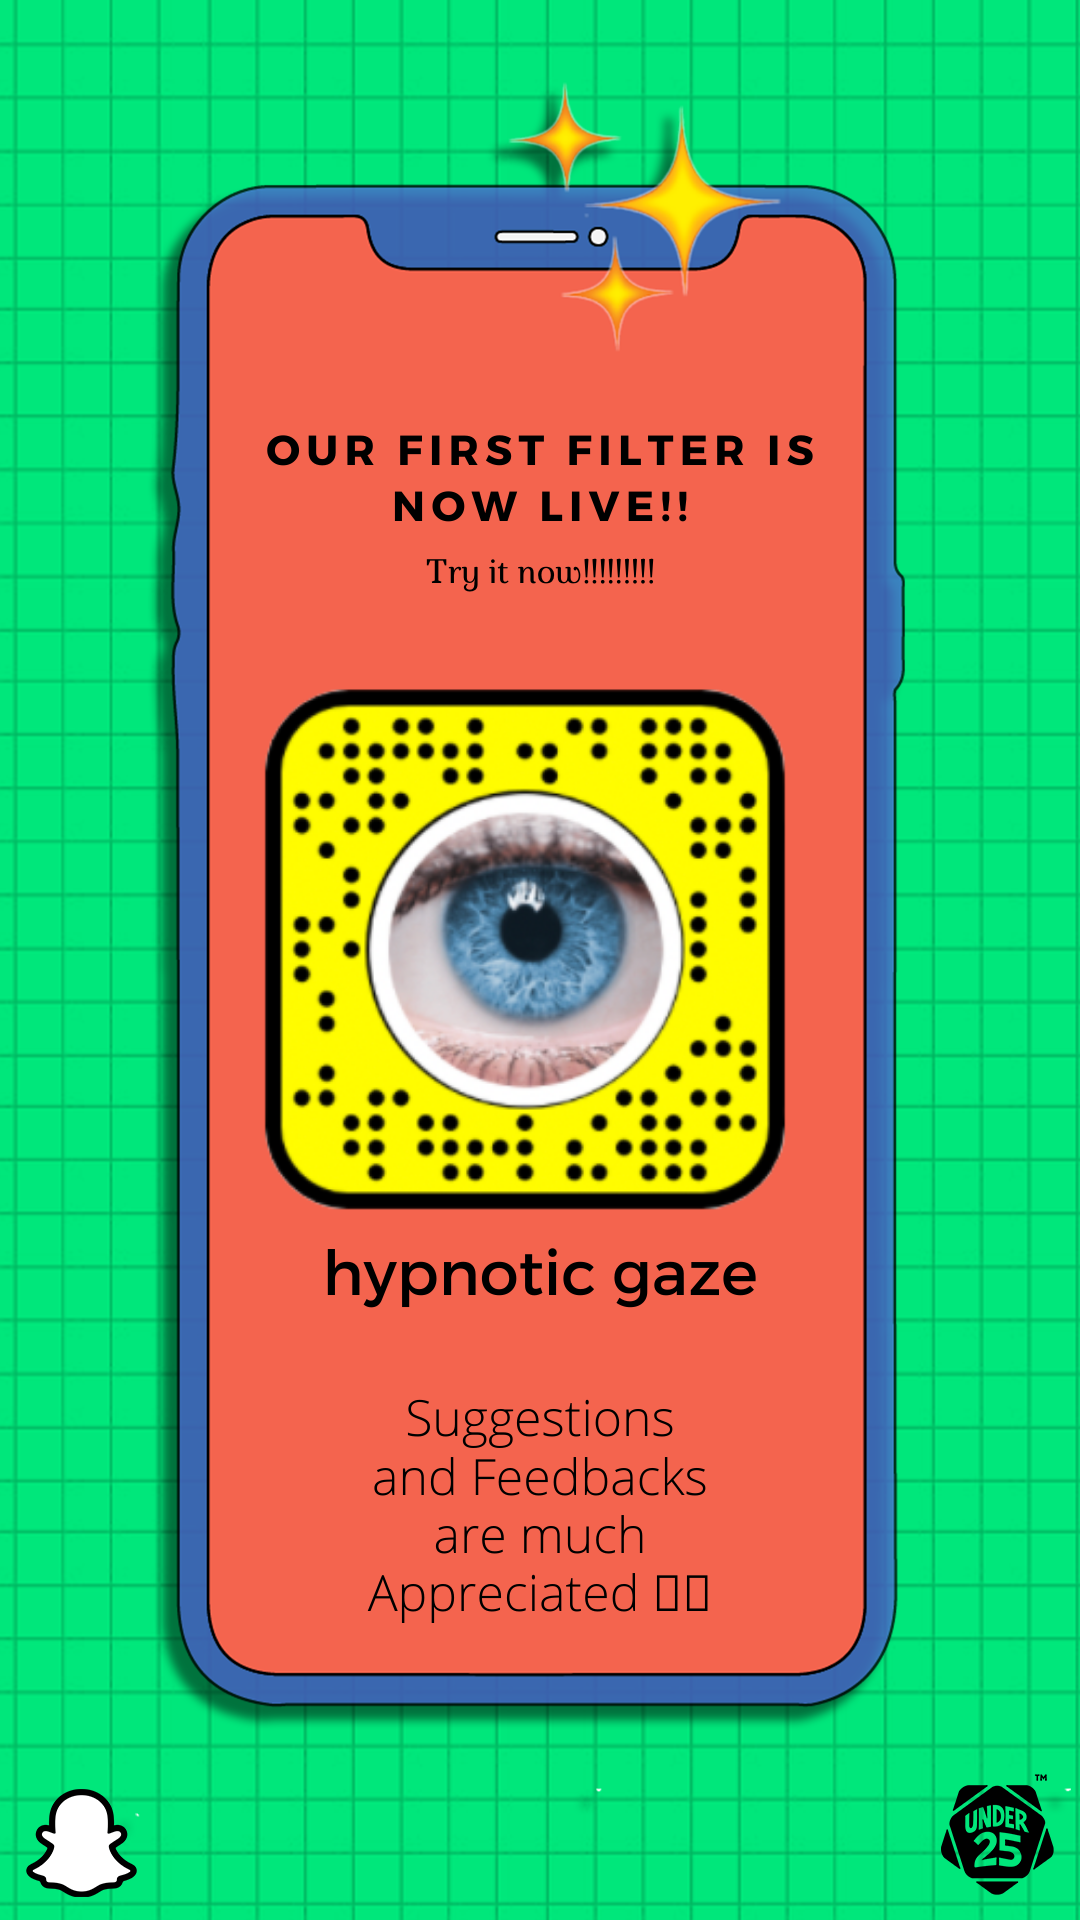 OUR FIRST FILTER IS
NOW LIVE!!
Try it now!!!!!!!!!
hypnotic gaze
Suggestions
and Feedbacks
are much
Appreciated 
TM
UNDER
25